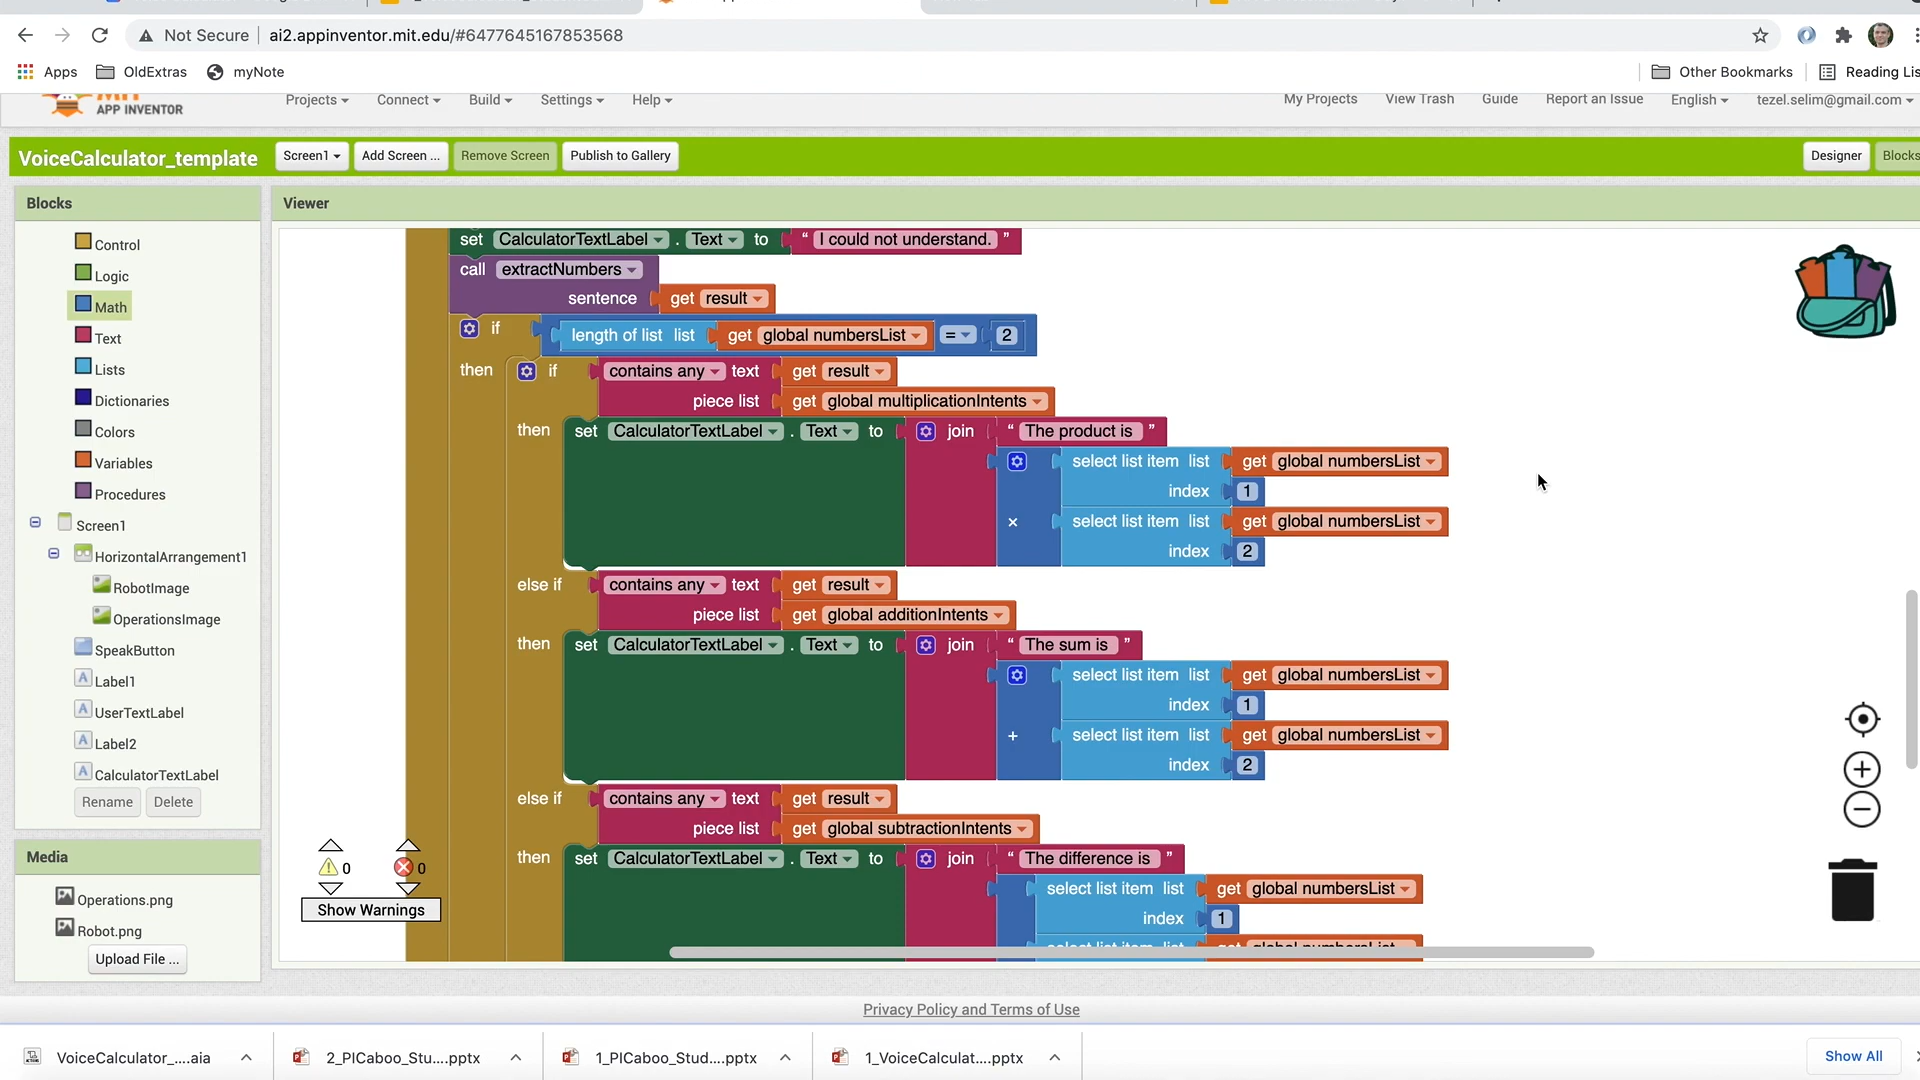 Not Secure ai2.appinventor.mit.edu/#6477645167853568
Apps OldExtras myNote Other Bookmarks Reading Lis
APP INVENTOR Projects Connect Build Settings Help My Projects View Trash Guide Report an Issue English tezel.selim@gmail.com
VoiceCalculator_template Screen1 Add Screen ... Remove Screen Publish to Gallery Designer Blocks
Blocks
Control
Logic
Math
Text
Lists
Dictionaries
Colors
Variables
Procedures
Screen1
HorizontalArrangement1
RobotImage
OperationsImage
SpeakButton
Label1
UserTextLabel
Label2
CalculatorTextLabel
Rename Delete
Media
Operations.png
Robot.png
Upload File ...
Viewer
set CalculatorTextLabel . Text to " I could not understand. "
call extractNumbers
sentence get result
if length of list list get global numbersList = 2
then if contains any text get result
piece list get global multiplicationIntents
then set CalculatorTextLabel . Text to join " The product is "
select list item list get global numbersList
index 1
× select list item list get global numbersList
index 2
else if contains any text get result
piece list get global additionIntents
then set CalculatorTextLabel . Text to join " The sum is "
select list item list get global numbersList
index 1
+ select list item list get global numbersList
index 2
else if contains any text get result
piece list get global subtractionIntents
then set CalculatorTextLabel . Text to join " The difference is "
select list item list get global numbersList
index 1
select list item list get global numbersList
0 0
Show Warnings
Privacy Policy and Terms of Use
VoiceCalculator_....aia 2_PICaboo_Stu....pptx 1_PICaboo_Stud....pptx 1_VoiceCalculat....pptx Show All